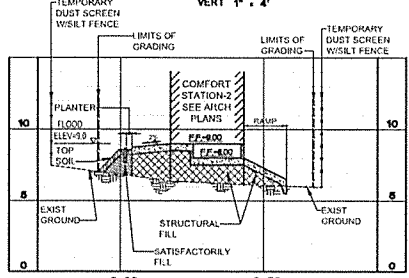 VERT 1" = 4'
TEMPORARY
DUST SCREEN
W/SILT FENCE
LIMITS OF
GRADING
LIMITS OF
GRADING
TEMPORARY
DUST SCREEN
W/SILT FENCE
COMFORT
STATION-2
SEE ARCH
PLANS
PLANTER
RAMP
10
FLOOD
ELEV=9.0
2%
F.F.=9.00
10
TOP
SOIL
F.F.=8.00
5
EXIST
GROUND
STRUCTURAL
FILL
EXIST
GROUND
5
SATISFACTORILY
FILL
0
0